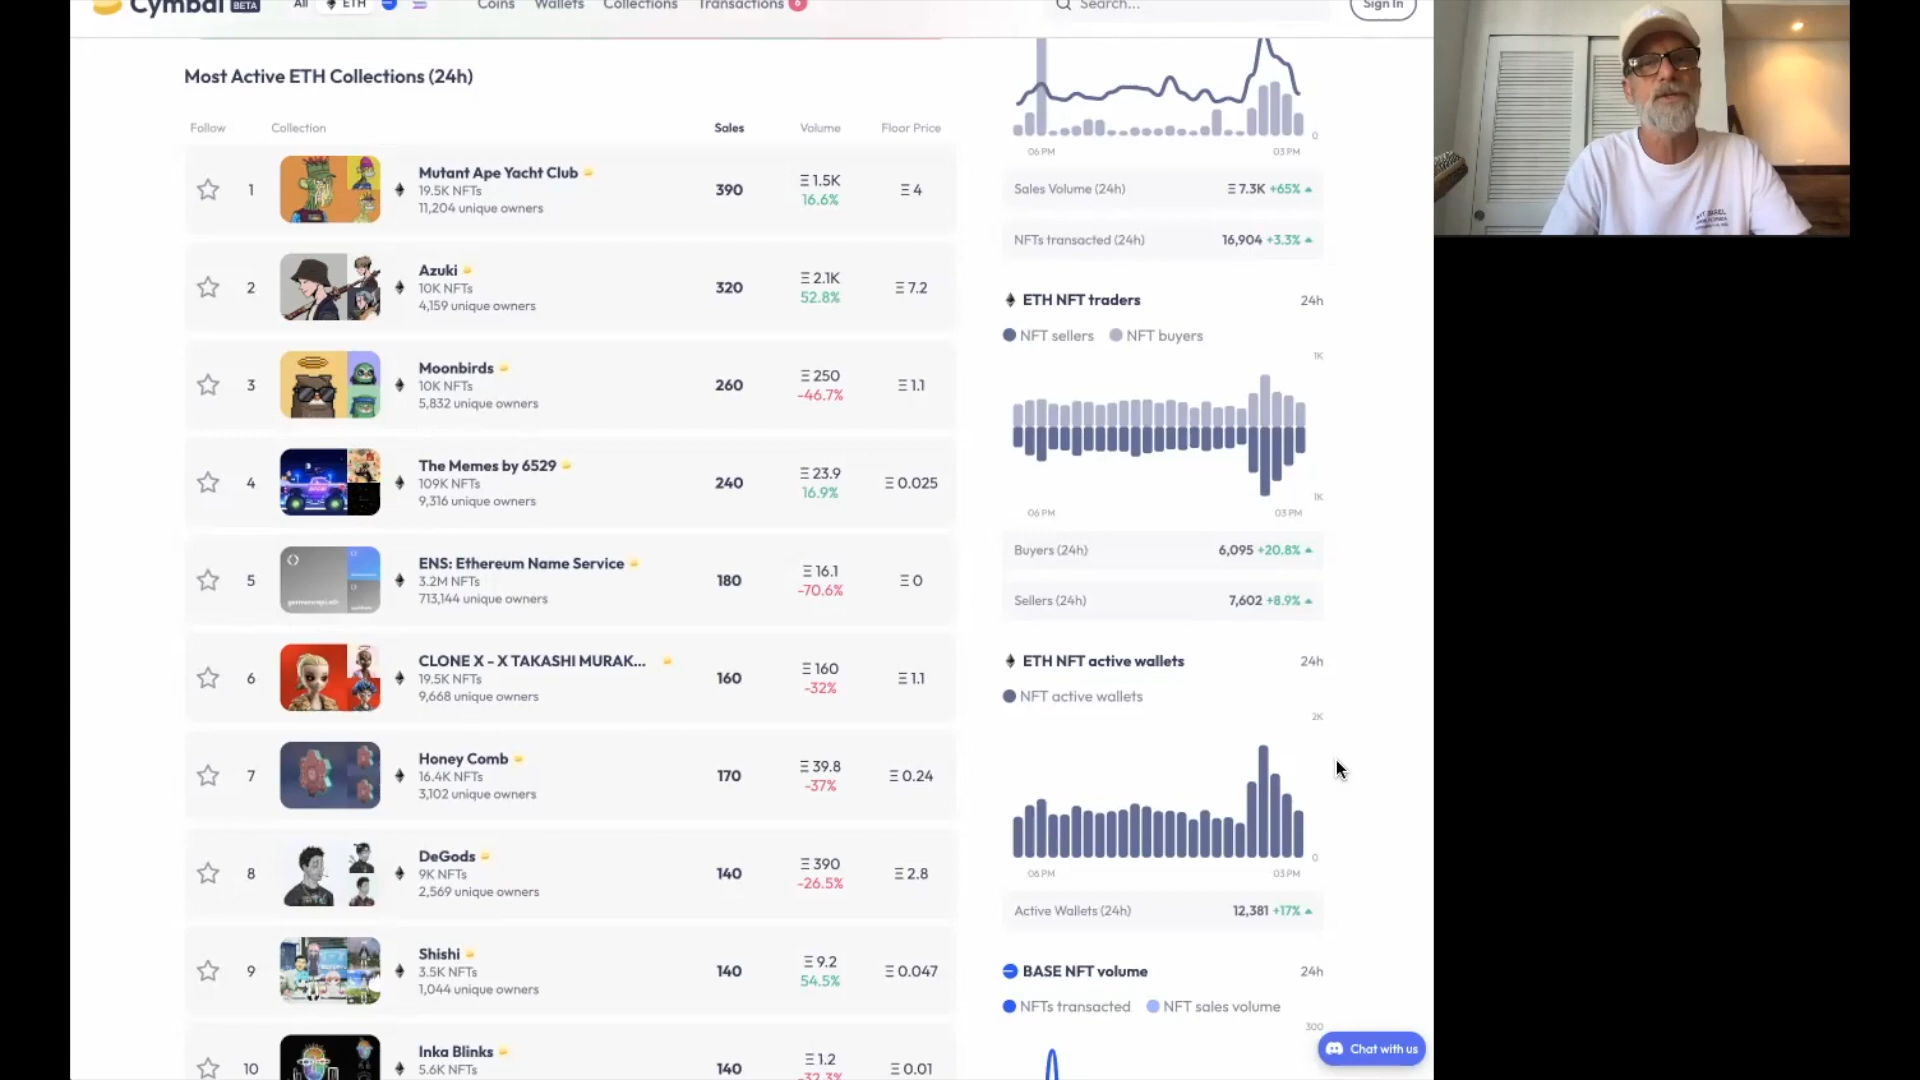 Cymbal BETA
All
ETH
Coins
Wallets
Collections
Transactions
6
Search...
Sign In
Most Active ETH Collections (24h)
Follow
Collection
Sales
Volume
Floor Price
1
Mutant Ape Yacht Club
19.5K NFTs
11,204 unique owners
390
Ξ 1.5K
16.6%
Ξ 4
2
Azuki
10K NFTs
4,159 unique owners
320
Ξ 2.1K
52.8%
Ξ 7.2
3
Moonbirds
10K NFTs
5,832 unique owners
260
Ξ 250
-46.7%
Ξ 1.1
4
The Memes by 6529
109K NFTs
9,316 unique owners
240
Ξ 23.9
16.9%
Ξ 0.025
5
ENS: Ethereum Name Service
3.2M NFTs
713,144 unique owners
180
Ξ 16.1
-70.6%
Ξ 0
6
CLONE X - X TAKASHI MURAK...
19.5K NFTs
9,668 unique owners
160
Ξ 160
-32%
Ξ 1.1
7
Honey Comb
16.4K NFTs
3,102 unique owners
170
Ξ 39.8
-37%
Ξ 0.24
8
DeGods
9K NFTs
2,569 unique owners
140
Ξ 390
-26.5%
Ξ 2.8
9
Shishi
3.5K NFTs
1,044 unique owners
140
Ξ 9.2
54.5%
Ξ 0.047
10
Inka Blinks
5.6K NFTs
140
Ξ 1.2
-32.3%
Ξ 0.01
0
06 PM
03 PM
Sales Volume (24h)
Ξ 7.3K +65%
NFTs transacted (24h)
16,904 +3.3%
ETH NFT traders
24h
NFT sellers
NFT buyers
1K
1K
06 PM
03 PM
Buyers (24h)
6,095 +20.8%
Sellers (24h)
7,602 +8.9%
ETH NFT active wallets
24h
NFT active wallets
2K
0
06 PM
03 PM
Active Wallets (24h)
12,381 +17%
BASE NFT volume
24h
NFTs transacted
NFT sales volume
300
Chat with us